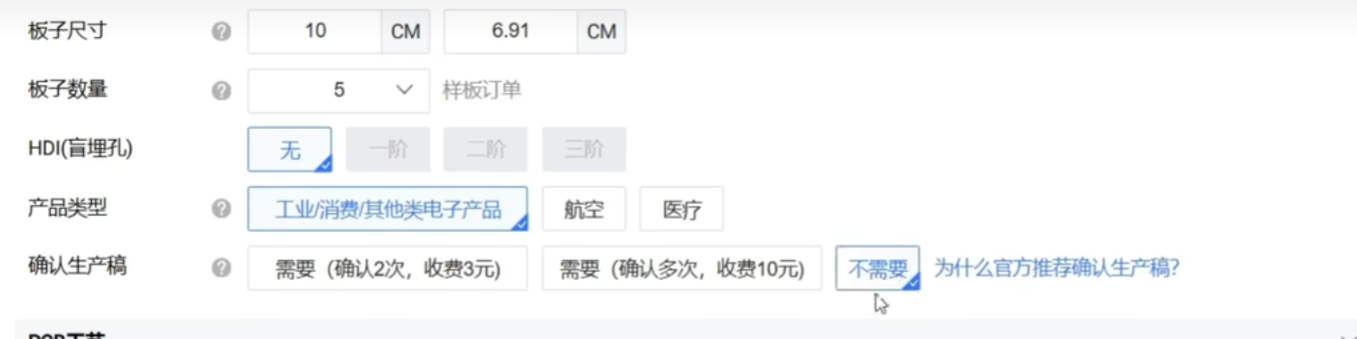 板子尺寸 ? 10 CM 6.91 CM
板子数量 ? 5 样板订单
HDI(盲埋孔) 无 一阶 二阶 三阶
产品类型 ? 工业/消费/其他类电子产品 航空 医疗
确认生产稿 ? 需要（确认2次，收费3元) 需要（确认多次，收费10元) 不需要 为什么官方推荐确认生产稿?